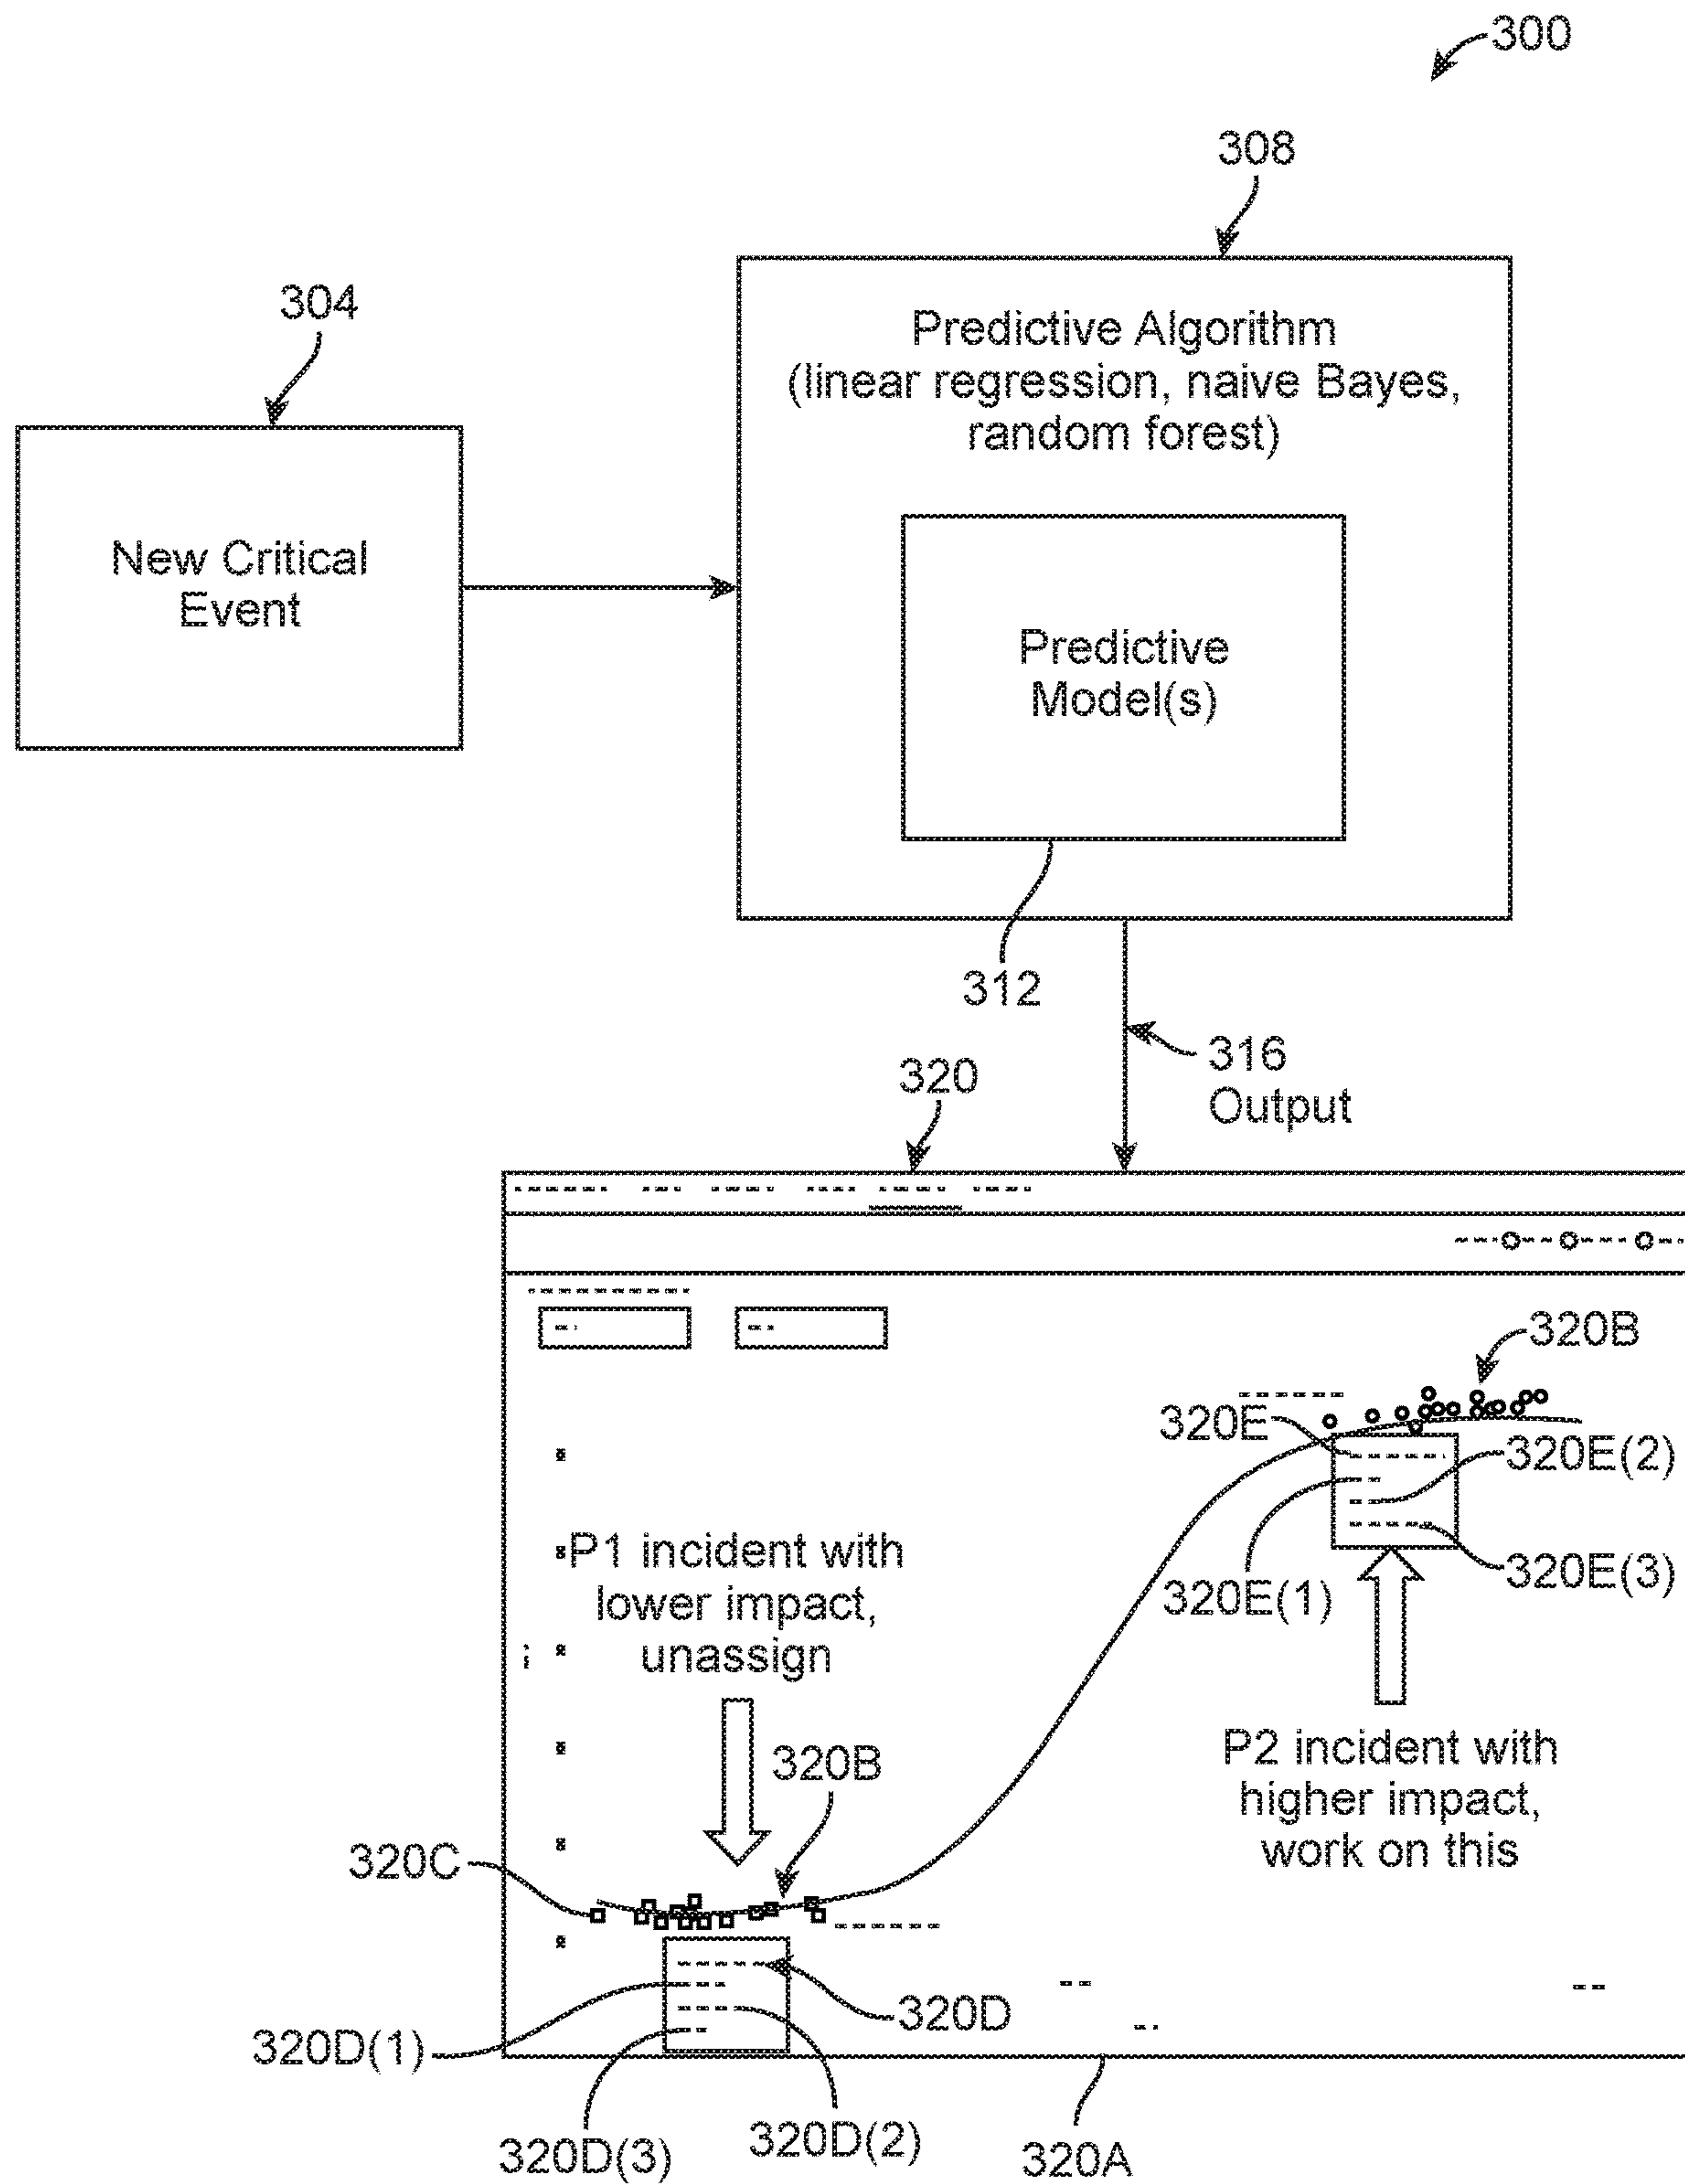 300
308
304
Predictive Algorithm
(linear regression, naive Bayes,
random forest)
New Critical
Event
Predictive
Model(s)
312
316
Output
320
320B
320E
320E(2)
P1 incident with
lower impact,
unassign
320E(1)
320E(3)
P2 incident with
higher impact,
work on this
320B
320C
320D
320D(1)
320D(3)
320D(2)
320A